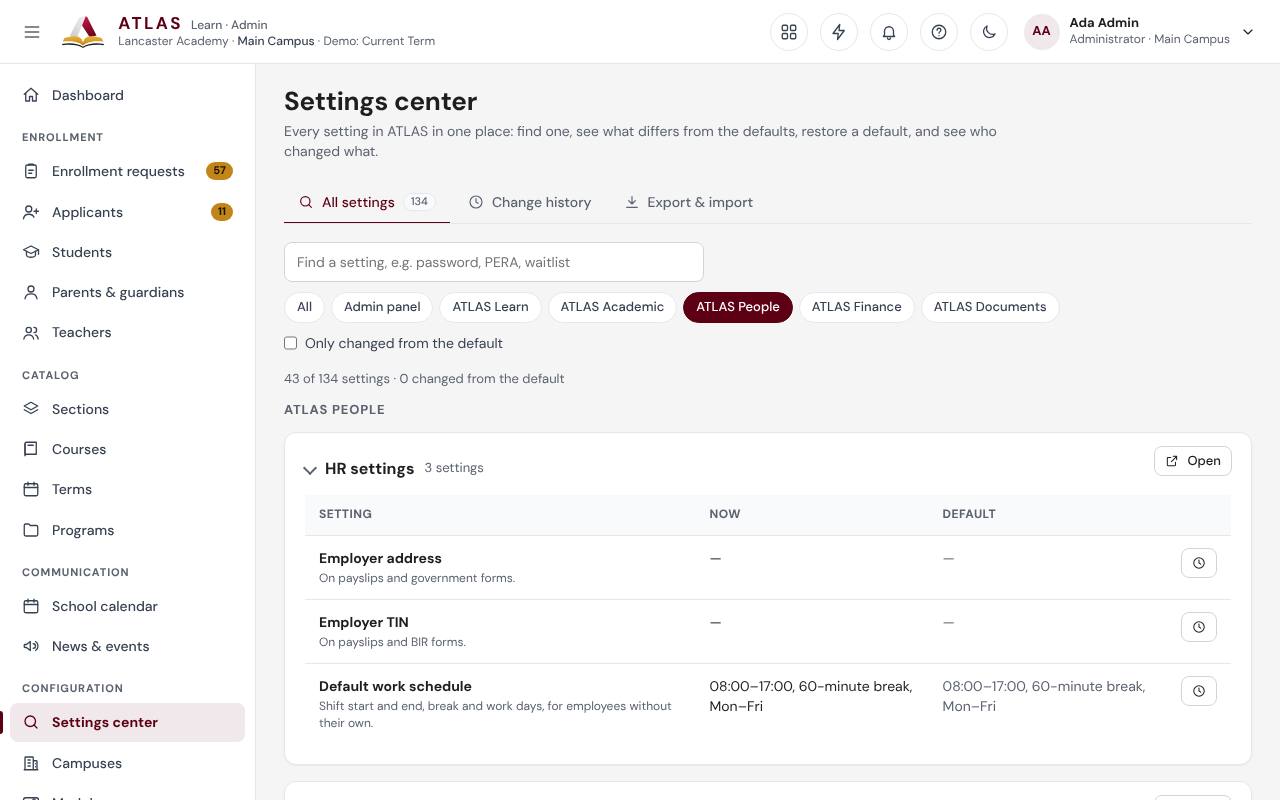 ATLAS Learn · Admin
Lancaster Academy · Main Campus · Demo: Current Term
AA
Ada Admin
Administrator · Main Campus
Dashboard
ENROLLMENT
Enrollment requests 57
Applicants 11
Students
Parents & guardians
Teachers
CATALOG
Sections
Courses
Terms
Programs
COMMUNICATION
School calendar
News & events
CONFIGURATION
Settings center
Campuses
Settings center
Every setting in ATLAS in one place: find one, see what differs from the defaults, restore a default, and see who
changed what.
All settings 134 Change history Export & import
Find a setting, e.g. password, PERA, waitlist
All Admin panel ATLAS Learn ATLAS Academic ATLAS People ATLAS Finance ATLAS Documents
Only changed from the default
43 of 134 settings · 0 changed from the default
ATLAS PEOPLE
HR settings 3 settings Open
SETTING NOW DEFAULT
Employer address — —
On payslips and government forms.
Employer TIN — —
On payslips and BIR forms.
Default work schedule 08:00–17:00, 60-minute break, 08:00–17:00, 60-minute break,
Shift start and end, break and work days, for employees without Mon–Fri Mon–Fri
their own.